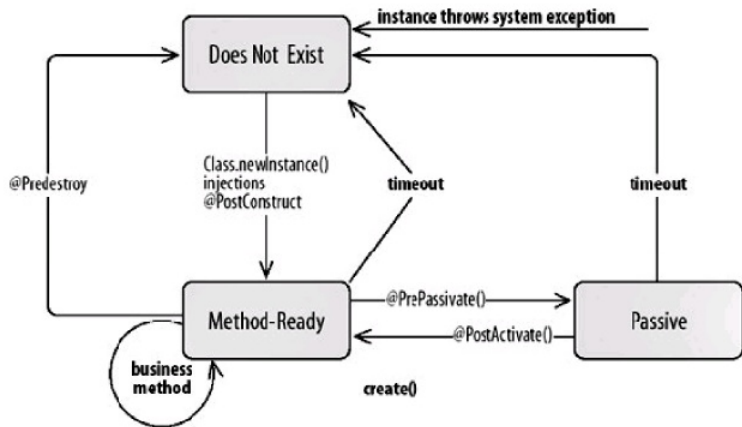 instance throws system exception
Does Not Exist
Class.newInstance()
injections
@PostConstruct
@Predestroy
timeout
timeout
Method-Ready
@PrePassivate()
@PostActivate()
Passive
business
method
create()